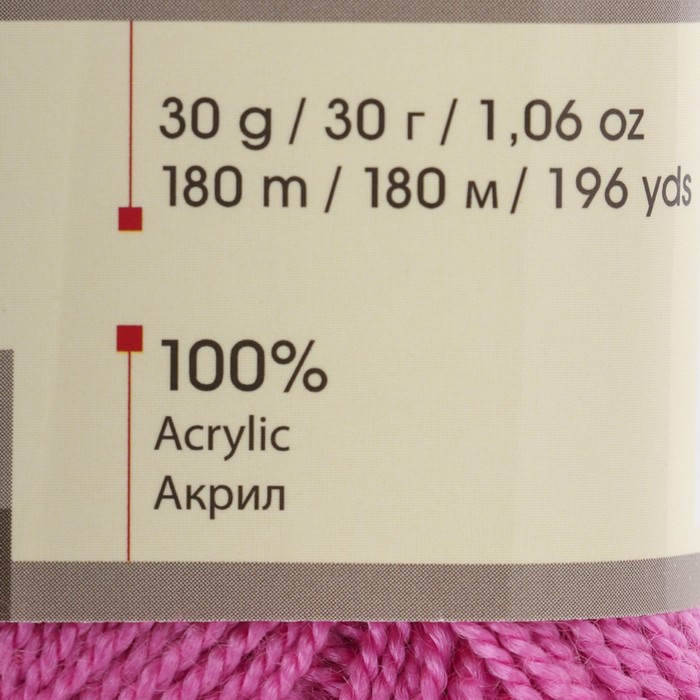 30 g / 30 г / 1,06 oz
180 m / 180 м / 196 yds
100%
Acrylic
Акрил